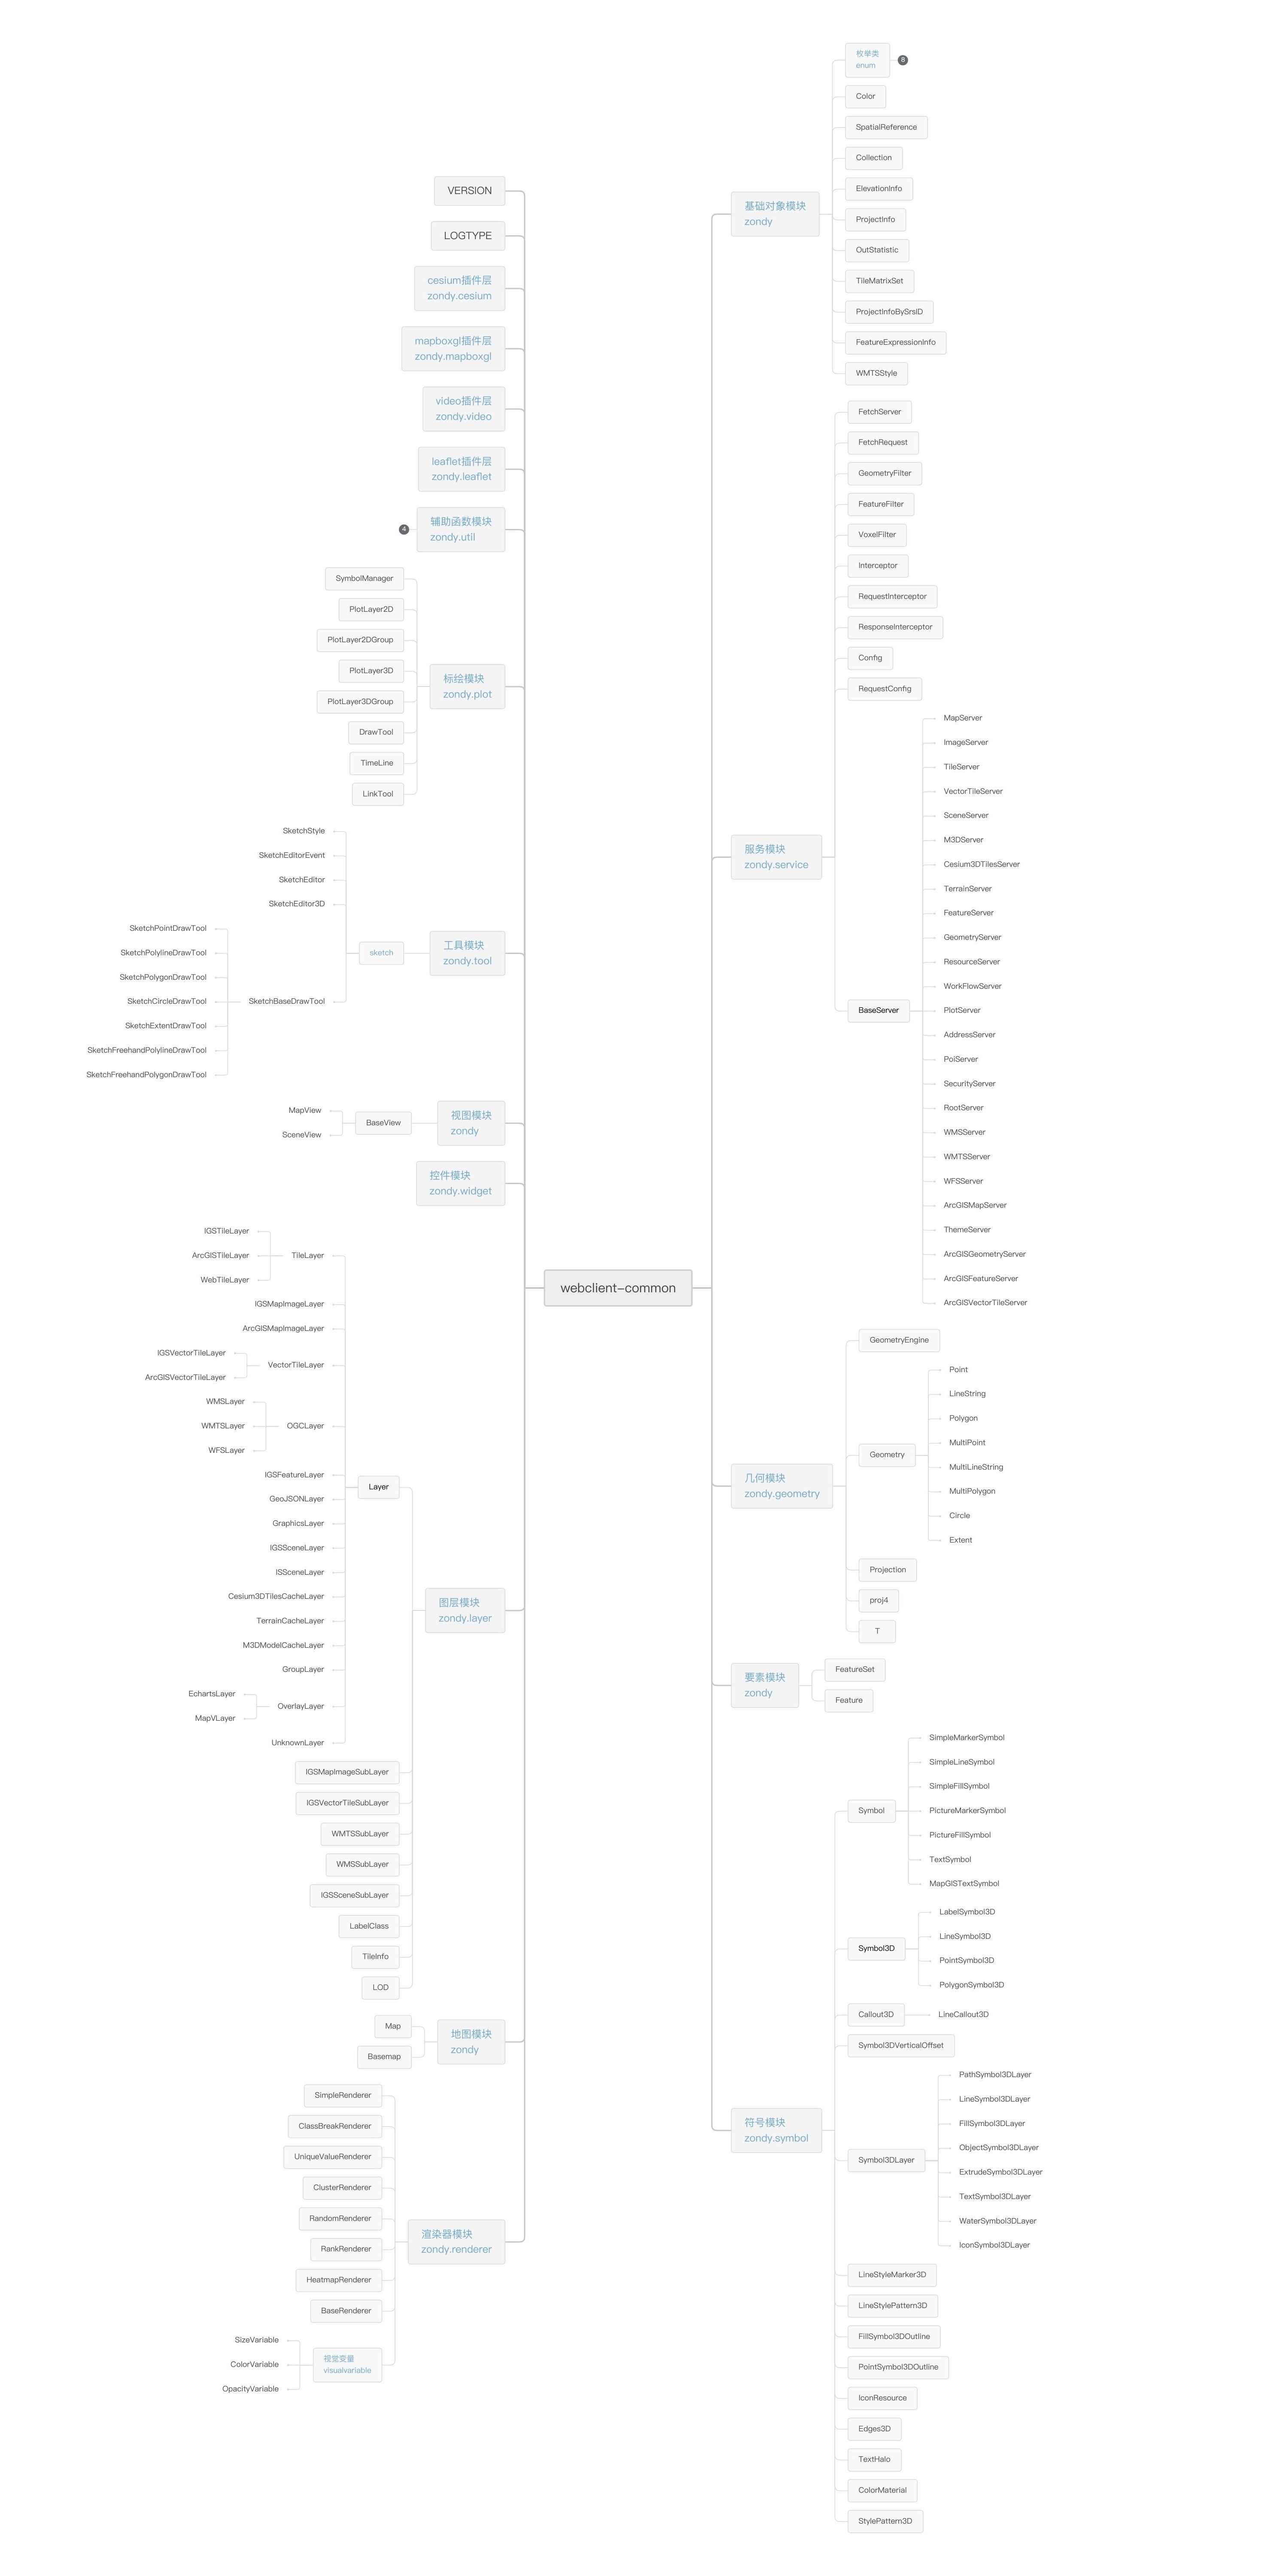 webclient-common
VERSION
LOGTYPE
cesium插件层
zondy.cesium
mapboxgl插件层
zondy.mapboxgl
video插件层
zondy.video
leaflet插件层
zondy.leaflet
辅助函数模块
zondy.util
4
标绘模块
zondy.plot
SymbolManager
PlotLayer2D
PlotLayer2DGroup
PlotLayer3D
PlotLayer3DGroup
DrawTool
TimeLine
LinkTool
工具模块
zondy.tool
sketch
SketchStyle
SketchEditorEvent
SketchEditor
SketchEditor3D
SketchBaseDrawTool
SketchPointDrawTool
SketchPolylineDrawTool
SketchPolygonDrawTool
SketchCircleDrawTool
SketchExtentDrawTool
SketchFreehandPolylineDrawTool
SketchFreehandPolygonDrawTool
视图模块
zondy
BaseView
MapView
SceneView
控件模块
zondy.widget
图层模块
zondy.layer
Layer
TileLayer
IGSTileLayer
ArcGISTileLayer
WebTileLayer
IGSMapImageLayer
ArcGISMapImageLayer
VectorTileLayer
IGSVectorTileLayer
ArcGISVectorTileLayer
OGCLayer
WMSLayer
WMTSLayer
WFSLayer
IGSFeatureLayer
GeoJSONLayer
GraphicsLayer
IGSSceneLayer
ISSceneLayer
Cesium3DTilesCacheLayer
TerrainCacheLayer
M3DModelCacheLayer
GroupLayer
OverlayLayer
EchartsLayer
MapVLayer
UnknownLayer
IGSMapImageSubLayer
IGSVectorTileSubLayer
WMTSSubLayer
WMSSubLayer
IGSSceneSubLayer
LabelClass
TileInfo
LOD
地图模块
zondy
Map
Basemap
渲染器模块
zondy.renderer
SimpleRenderer
ClassBreakRenderer
UniqueValueRenderer
ClusterRenderer
RandomRenderer
RankRenderer
HeatmapRenderer
BaseRenderer
视觉变量
visualvariable
SizeVariable
ColorVariable
OpacityVariable
基础对象模块
zondy
枚举类
enum
8
Color
SpatialReference
Collection
ElevationInfo
ProjectInfo
OutStatistic
TileMatrixSet
ProjectInfoBySrsID
FeatureExpressionInfo
WMTSStyle
服务模块
zondy.service
FetchServer
FetchRequest
GeometryFilter
FeatureFilter
VoxelFilter
Interceptor
RequestInterceptor
ResponseInterceptor
Config
RequestConfig
BaseServer
MapServer
ImageServer
TileServer
VectorTileServer
SceneServer
M3DServer
Cesium3DTilesServer
TerrainServer
FeatureServer
GeometryServer
ResourceServer
WorkFlowServer
PlotServer
AddressServer
PoiServer
SecurityServer
RootServer
WMSServer
WMTSServer
WFSServer
ArcGISMapServer
ThemeServer
ArcGISGeometryServer
ArcGISFeatureServer
ArcGISVectorTileServer
几何模块
zondy.geometry
GeometryEngine
Geometry
Point
LineString
Polygon
MultiPoint
MultiLineString
MultiPolygon
Circle
Extent
Projection
proj4
T
要素模块
zondy
FeatureSet
Feature
符号模块
zondy.symbol
Symbol
SimpleMarkerSymbol
SimpleLineSymbol
SimpleFillSymbol
PictureMarkerSymbol
PictureFillSymbol
TextSymbol
MapGISTextSymbol
Symbol3D
LabelSymbol3D
LineSymbol3D
PointSymbol3D
PolygonSymbol3D
Callout3D
LineCallout3D
Symbol3DVerticalOffset
Symbol3DLayer
PathSymbol3DLayer
LineSymbol3DLayer
FillSymbol3DLayer
ObjectSymbol3DLayer
ExtrudeSymbol3DLayer
TextSymbol3DLayer
WaterSymbol3DLayer
IconSymbol3DLayer
LineStyleMarker3D
LineStylePattern3D
FillSymbol3DOutline
PointSymbol3DOutline
IconResource
Edges3D
TextHalo
ColorMaterial
StylePattern3D